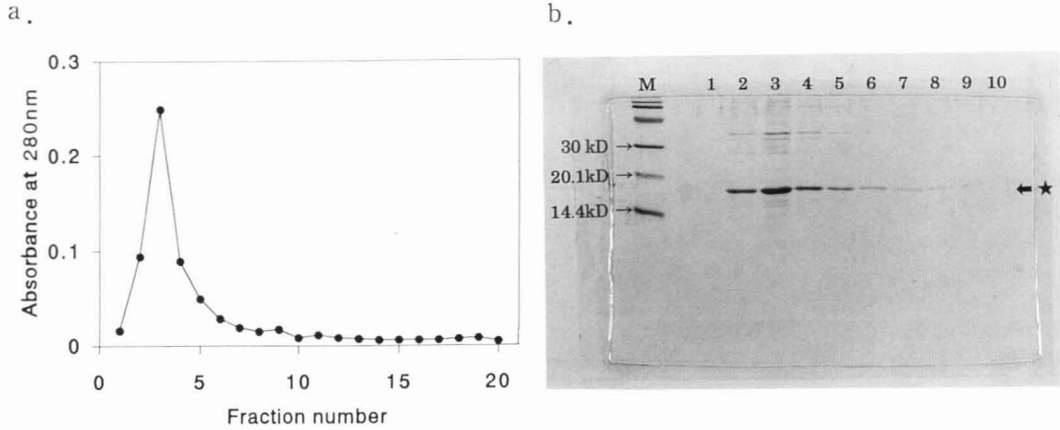 a.
0.3
0.2
0.1
0
Absorbance at 280nm
0 5 10 15 20
Fraction number
b.
M 1 2 3 4 5 6 7 8 9 10
30 kD →
20.1kD →
14.4kD →
← ★